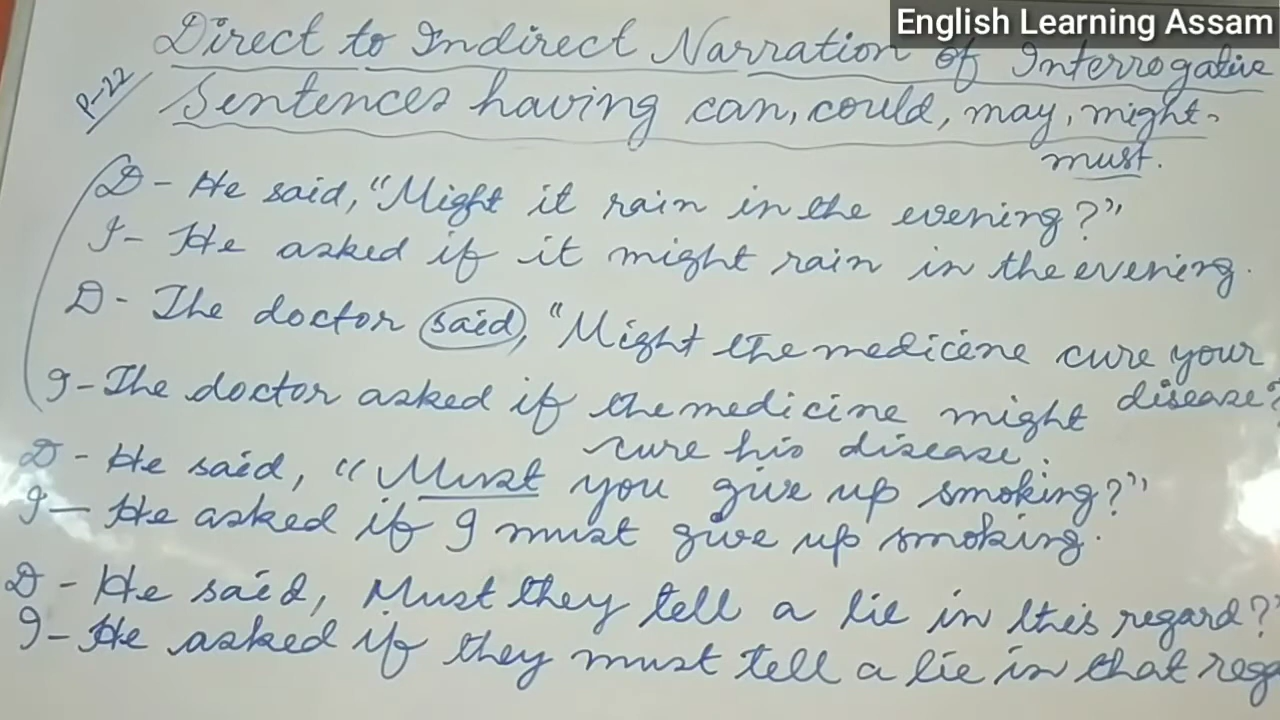 English Learning Assam
Direct to Indirect Narration of Interrogative
P-22
Sentences having can, could, may, might,
must.
D - He said, "Might it rain in the evening?"
I - He asked if it might rain in the evening.
D - The doctor said, "Might the medicine cure your
disease?
I - The doctor asked if the medicine might
cure his disease.
D - He said, "Must you give up smoking?"
I - He asked if I must give up smoking.
D - He said, Must they tell a lie in this regard?"
I - He asked if they must tell a lie in that rega